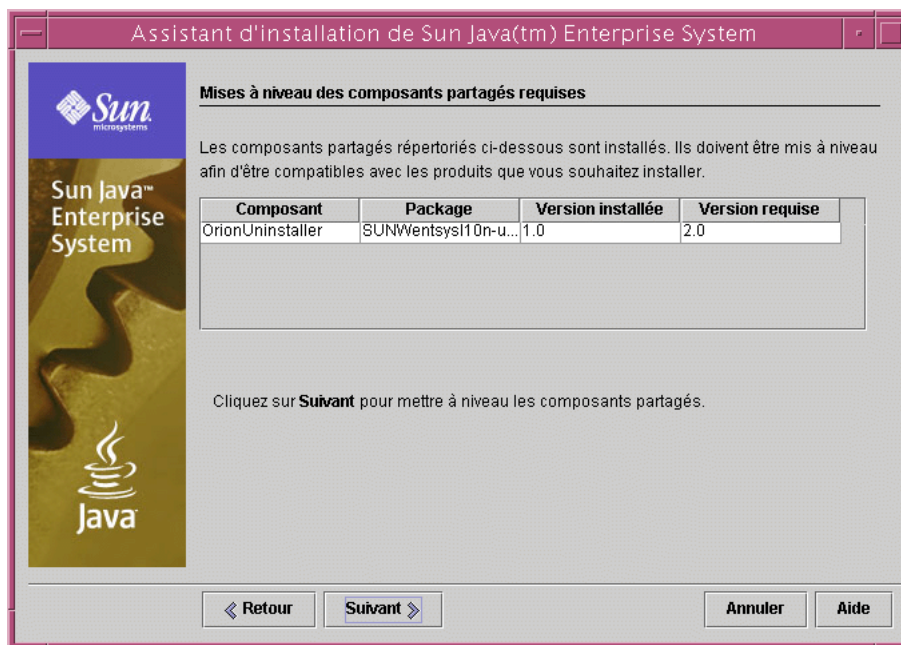 Assistant d'installation de Sun Java(tm) Enterprise System
Sun
microsystems
Sun Java™
Enterprise
System
Java
Mises à niveau des composants partagés requises
Les composants partagés répertoriés ci-dessous sont installés. Ils doivent être mis à niveau
afin d'être compatibles avec les produits que vous souhaitez installer.
Composant Package Version installée Version requise
OrionUninstaller SUNWentsysl10n-u... 1.0 2.0
Cliquez sur Suivant pour mettre à niveau les composants partagés.
Retour Suivant Annuler Aide